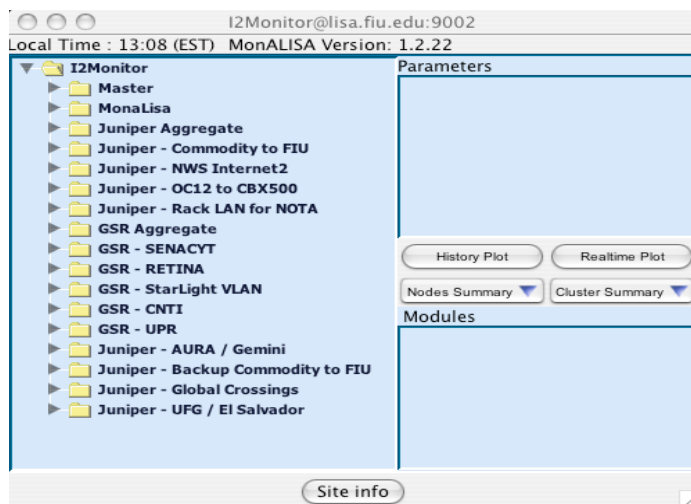 I2Monitor@lisa.fiu.edu:9002
Local Time : 13:08 (EST) MonALISA Version: 1.2.22
I2Monitor
Master
MonaLisa
Juniper Aggregate
Juniper - Commodity to FIU
Juniper - NWS Internet2
Juniper - OC12 to CBX500
Juniper - Rack LAN for NOTA
GSR Aggregate
GSR - SENACYT
GSR - RETINA
GSR - StarLight VLAN
GSR - CNTI
GSR - UPR
Juniper - AURA / Gemini
Juniper - Backup Commodity to FIU
Juniper - Global Crossings
Juniper - UFG / El Salvador
Parameters
History Plot Realtime Plot
Nodes Summary Cluster Summary
Modules
Site info